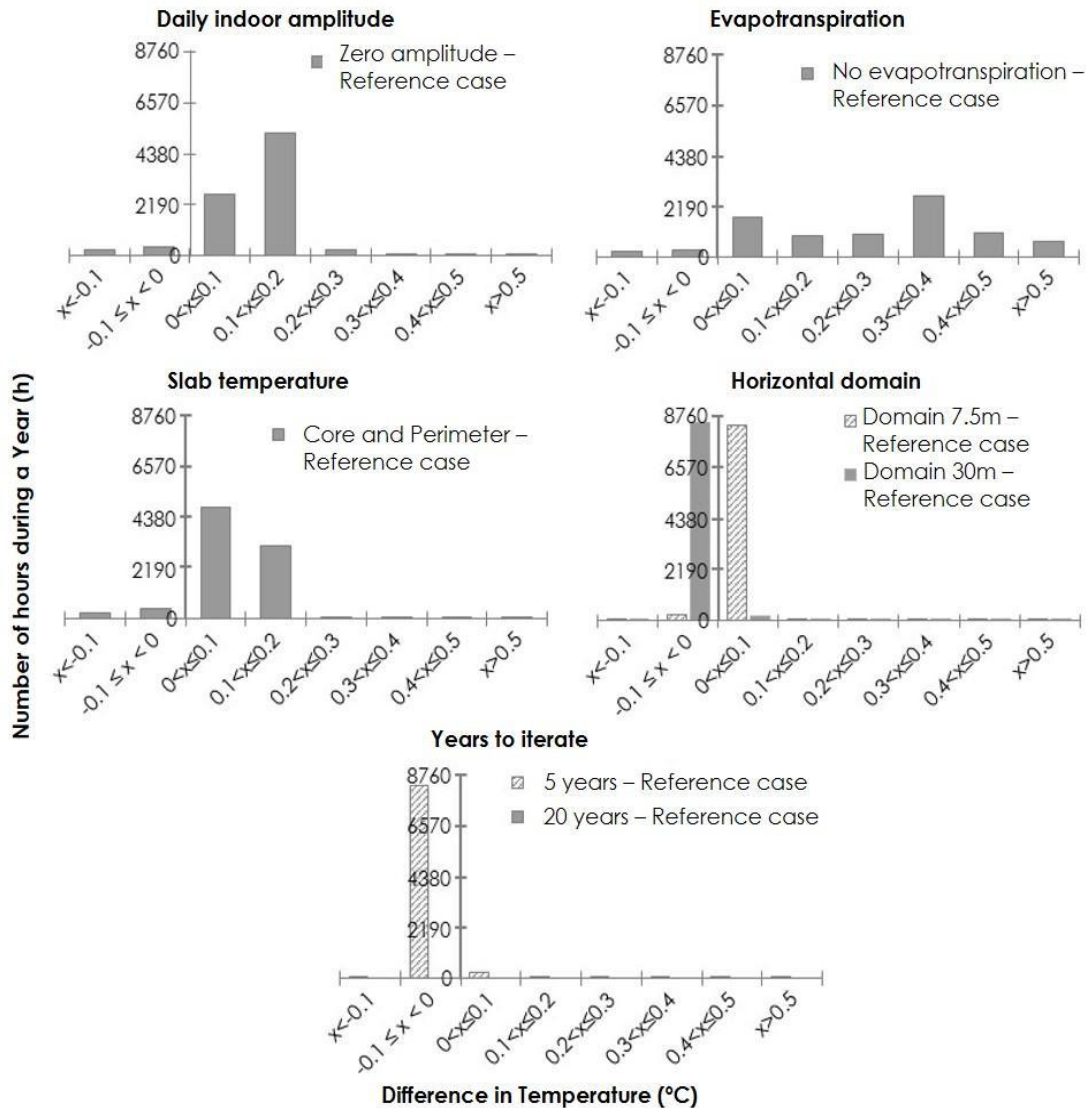 Daily indoor amplitude
8760
6570
4380
2190
0
Zero amplitude –
Reference case
x<-0.1
-0.1 ≤ x < 0
0<x≤0.1
0.1<x≤0.2
0.2<x≤0.3
0.3<x≤0.4
0.4<x≤0.5
x>0.5
Evapotranspiration
8760
6570
4380
2190
0
No evapotranspiration –
Reference case
x<-0.1
-0.1 ≤ x < 0
0<x≤0.1
0.1<x≤0.2
0.2<x≤0.3
0.3<x≤0.4
0.4<x≤0.5
x>0.5
Number of hours during a Year (h)
Slab temperature
8760
6570
4380
2190
0
Core and Perimeter –
Reference case
x<-0.1
-0.1 ≤ x < 0
0<x≤0.1
0.1<x≤0.2
0.2<x≤0.3
0.3<x≤0.4
0.4<x≤0.5
x>0.5
Horizontal domain
8760
6570
4380
2190
0
Domain 7.5m –
Reference case
Domain 30m –
Reference case
x<-0.1
-0.1 ≤ x < 0
0<x≤0.1
0.1<x≤0.2
0.2<x≤0.3
0.3<x≤0.4
0.4<x≤0.5
x>0.5
Years to iterate
8760
6570
4380
2190
0
5 years – Reference case
20 years – Reference case
x<-0.1
-0.1 ≤ x < 0
0<x≤0.1
0.1<x≤0.2
0.2<x≤0.3
0.3<x≤0.4
0.4<x≤0.5
x>0.5
Difference in Temperature (ºC)